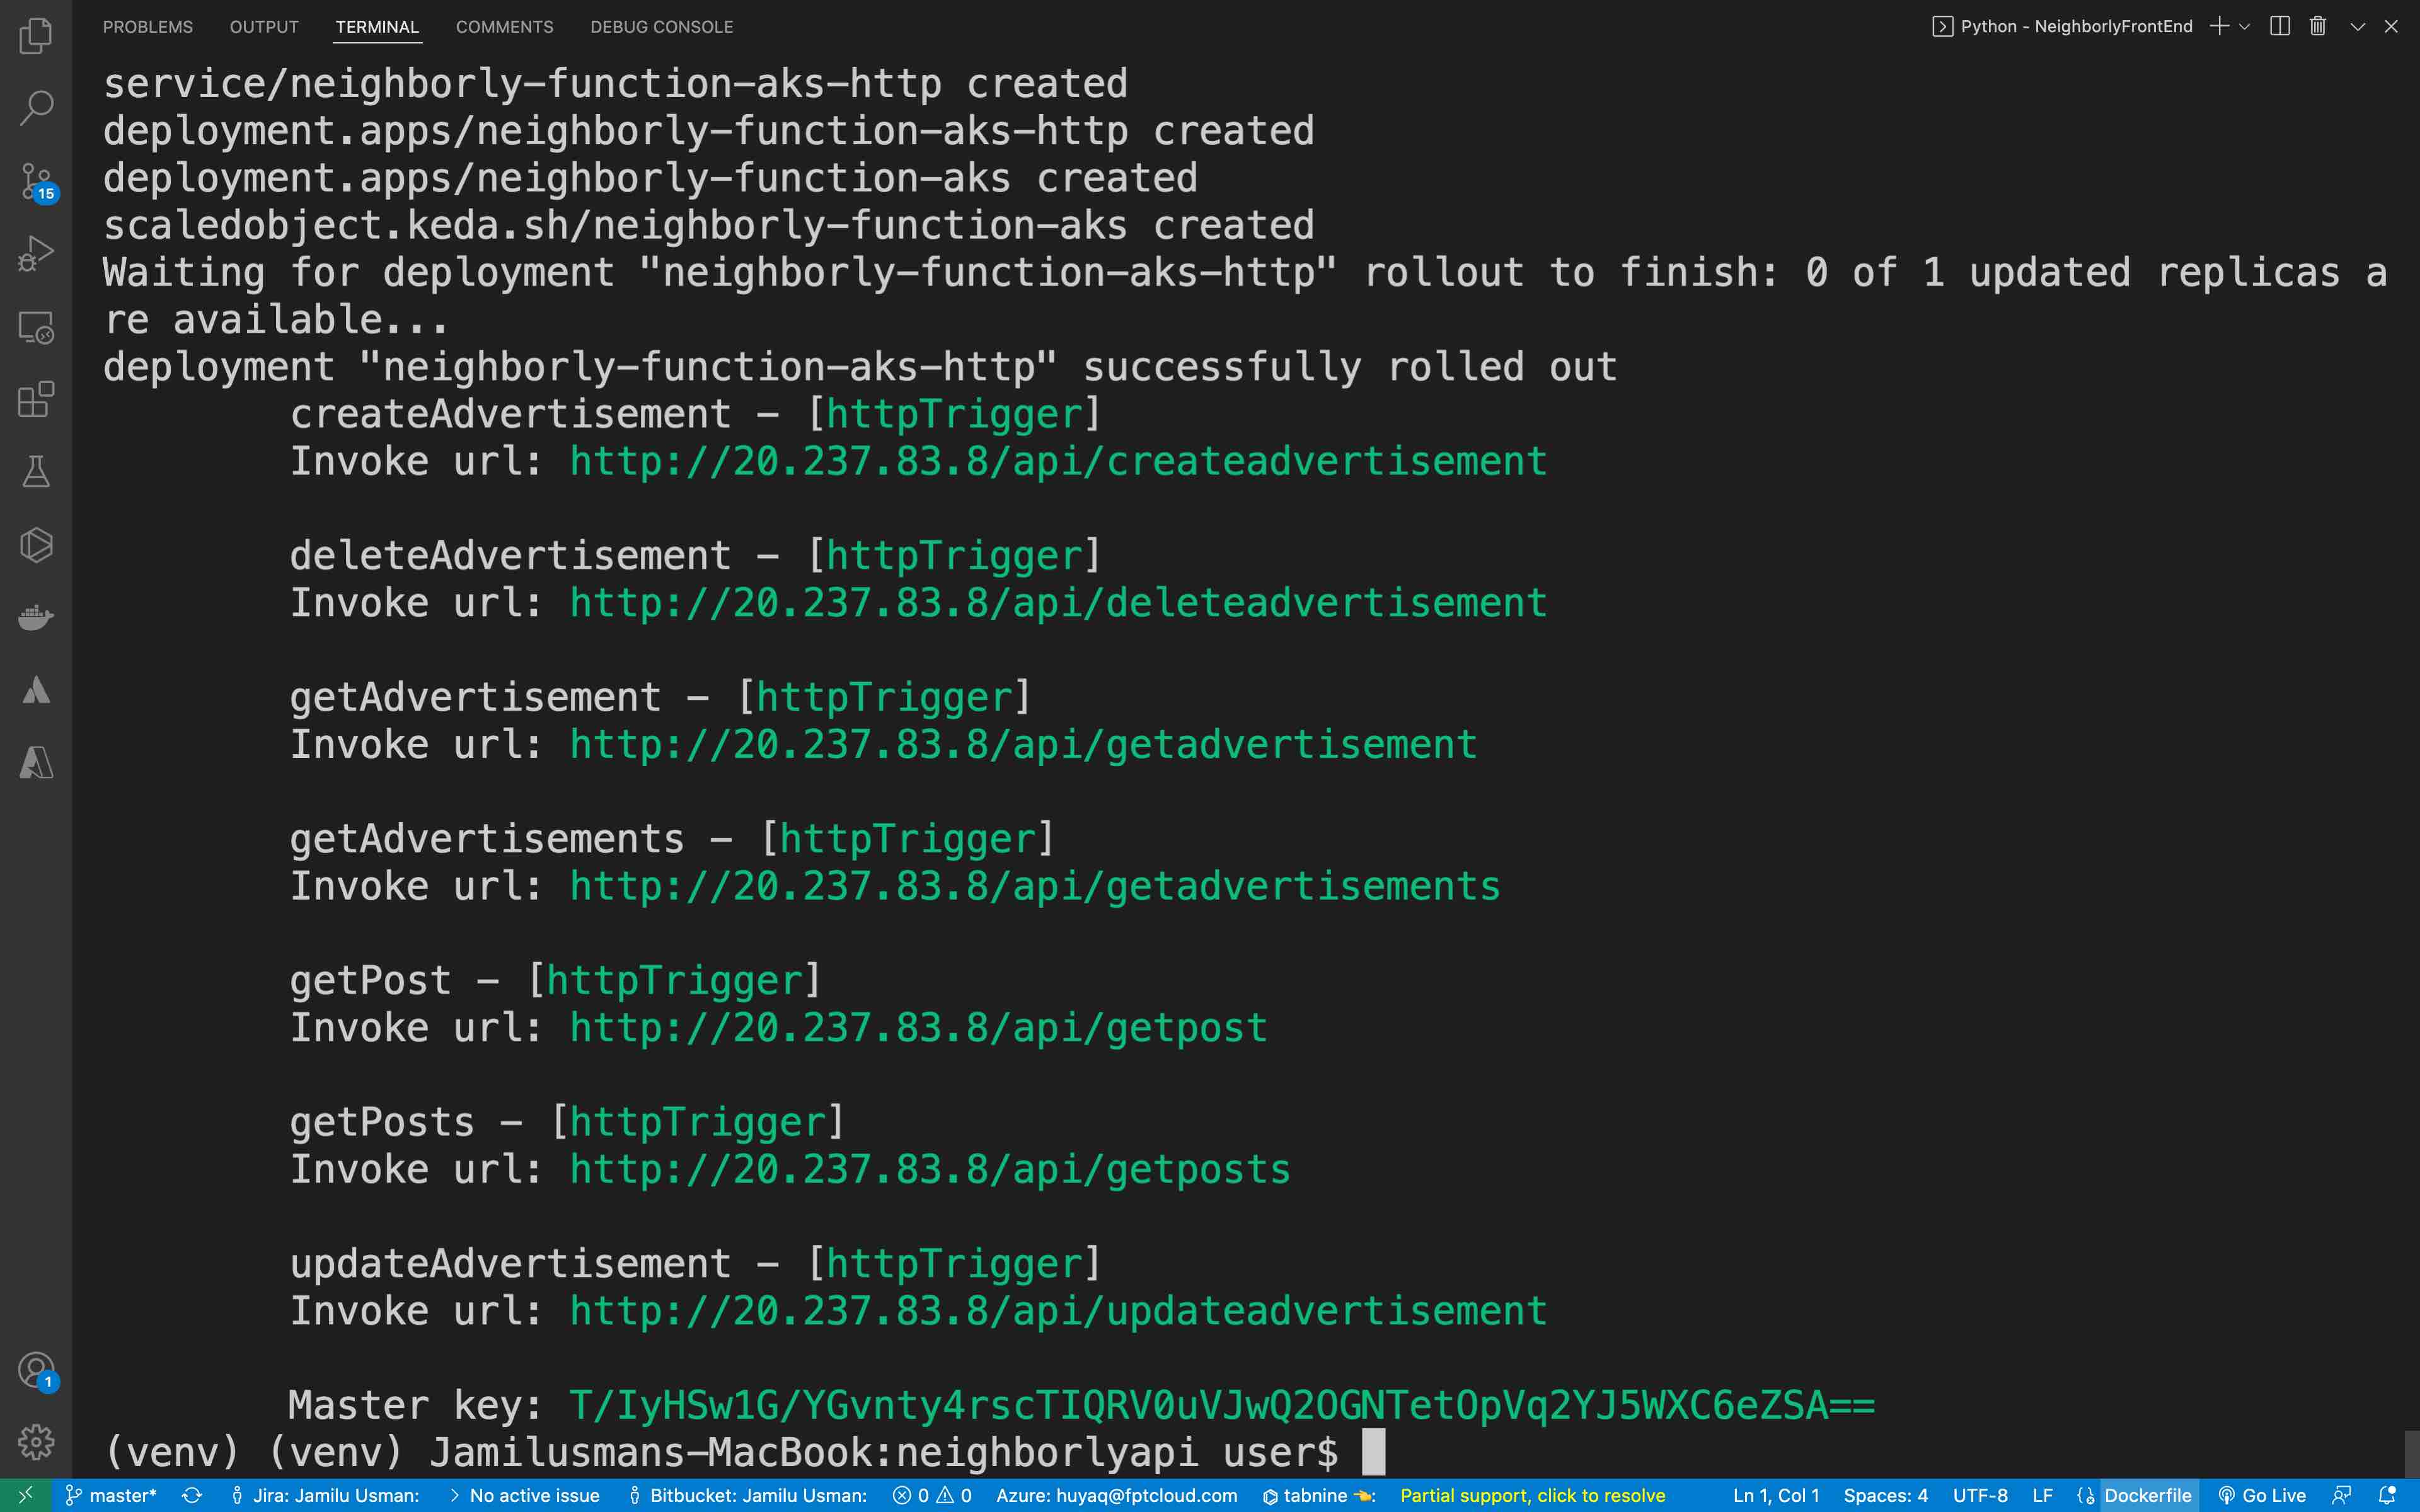 PROBLEMS OUTPUT TERMINAL COMMENTS DEBUG CONSOLE Python - NeighborlyFrontEnd
service/neighborly-function-aks-http created
deployment.apps/neighborly-function-aks-http created
deployment.apps/neighborly-function-aks created
scaledobject.keda.sh/neighborly-function-aks created
Waiting for deployment "neighborly-function-aks-http" rollout to finish: 0 of 1 updated replicas a
re available...
deployment "neighborly-function-aks-http" successfully rolled out
createAdvertisement - [httpTrigger]
Invoke url: http://20.237.83.8/api/createadvertisement
deleteAdvertisement - [httpTrigger]
Invoke url: http://20.237.83.8/api/deleteadvertisement
getAdvertisement - [httpTrigger]
Invoke url: http://20.237.83.8/api/getadvertisement
getAdvertisements - [httpTrigger]
Invoke url: http://20.237.83.8/api/getadvertisements
getPost - [httpTrigger]
Invoke url: http://20.237.83.8/api/getpost
getPosts - [httpTrigger]
Invoke url: http://20.237.83.8/api/getposts
updateAdvertisement - [httpTrigger]
Invoke url: http://20.237.83.8/api/updateadvertisement
Master key: T/IyHSw1G/YGvnty4rscTIQRV0uVJwQ2OGNTetOpVq2YJ5WXC6eZSA==
(venv) (venv) Jamilusmans-MacBook:neighborlyapi user$
15
1
master* Jira: Jamilu Usman: No active issue Bitbucket: Jamilu Usman: 0 0 Azure: huyaq@fptcloud.com tabnine : Partial support, click to resolve Ln 1, Col 1 Spaces: 4 UTF-8 LF Dockerfile Go Live